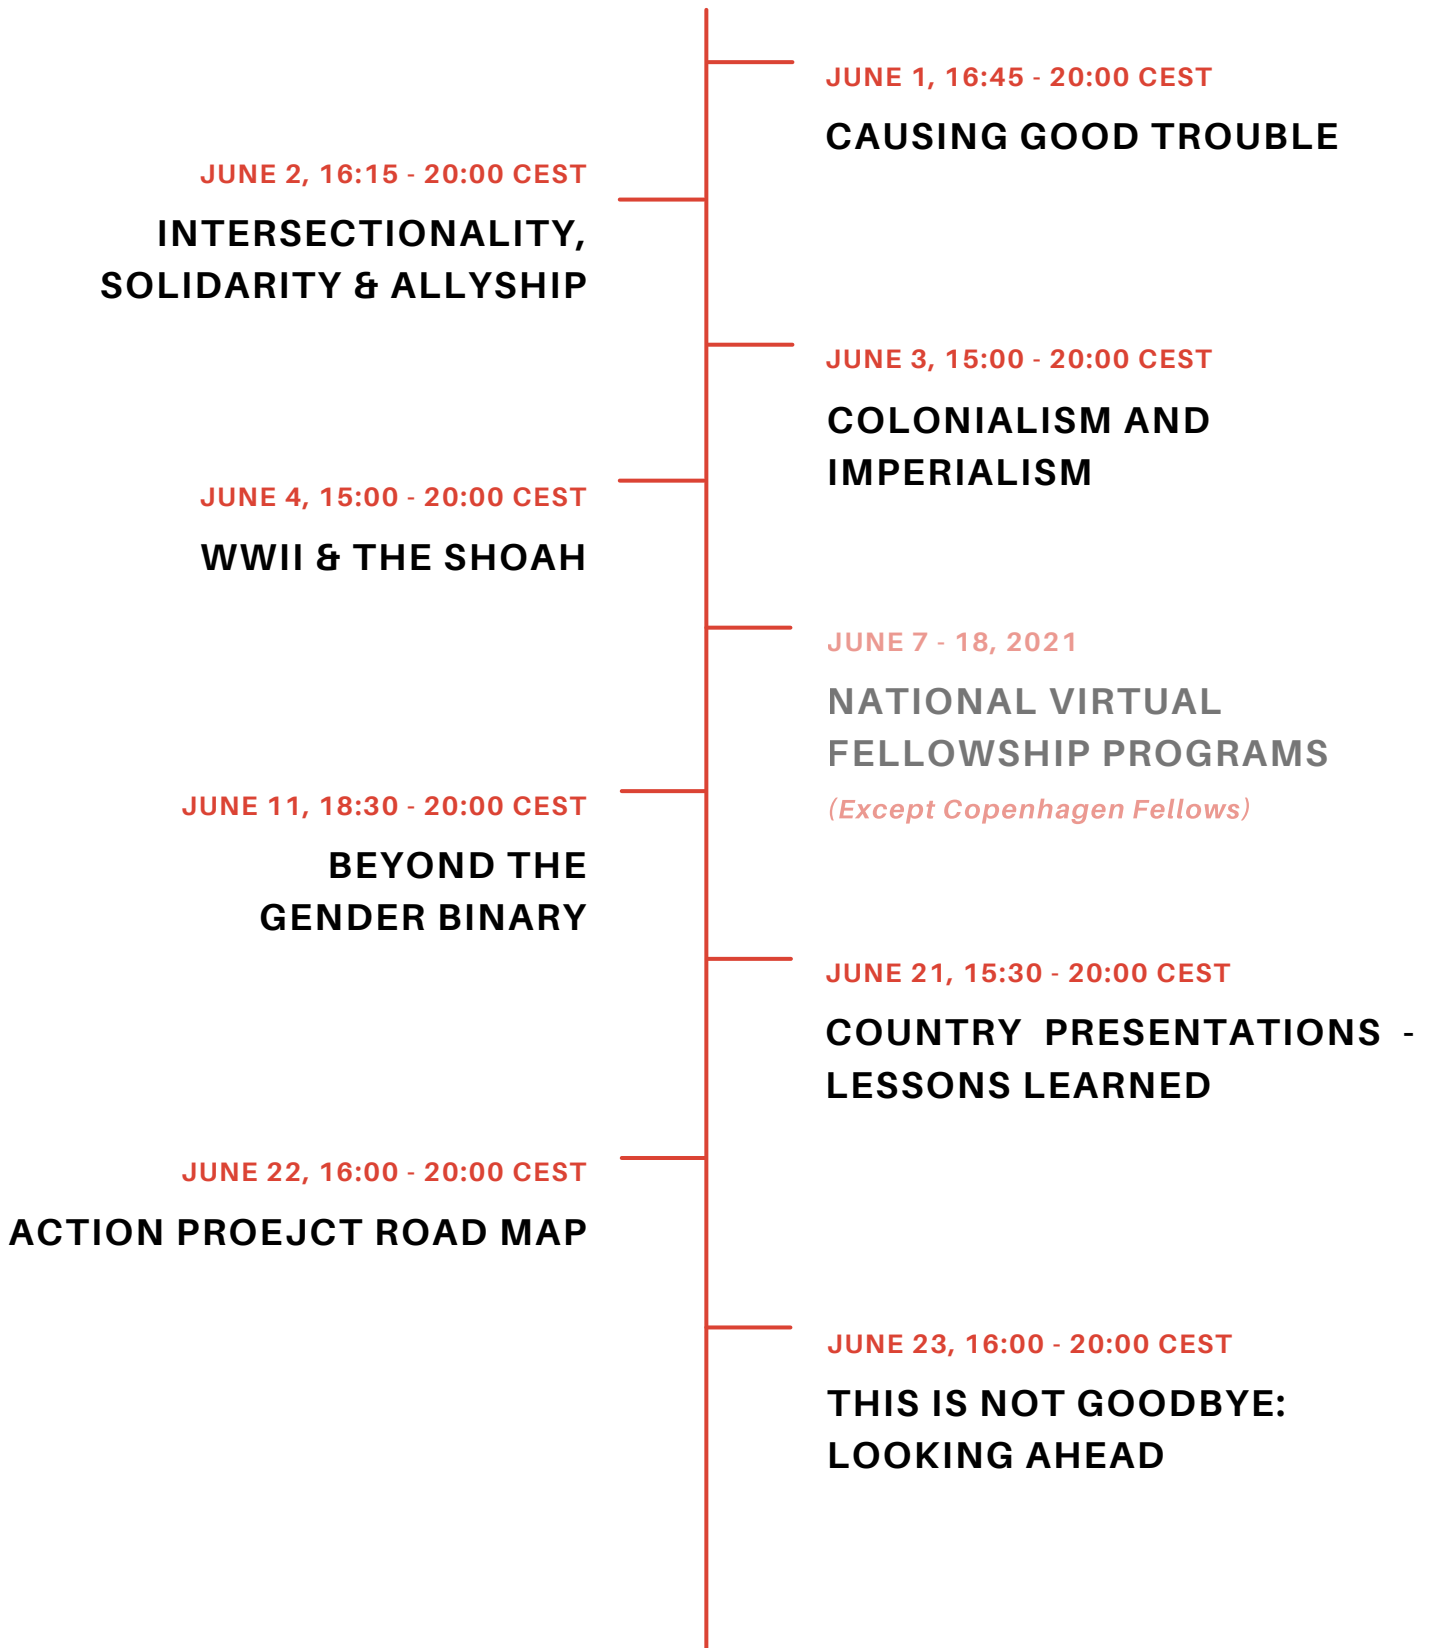 JUNE 1, 16:45 - 20:00 CEST
CAUSING GOOD TROUBLE
JUNE 2, 16:15 - 20:00 CEST
INTERSECTIONALITY,
SOLIDARITY & ALLYSHIP
JUNE 3, 15:00 - 20:00 CEST
COLONIALISM AND
IMPERIALISM
JUNE 4, 15:00 - 20:00 CEST
WWII & THE SHOAH
JUNE 7 - 18, 2021
NATIONAL VIRTUAL
FELLOWSHIP PROGRAMS
(Except Copenhagen Fellows)
JUNE 11, 18:30 - 20:00 CEST
BEYOND THE
GENDER BINARY
JUNE 21, 15:30 - 20:00 CEST
COUNTRY PRESENTATIONS -
LESSONS LEARNED
JUNE 22, 16:00 - 20:00 CEST
ACTION PROEJCT ROAD MAP
JUNE 23, 16:00 - 20:00 CEST
THIS IS NOT GOODBYE:
LOOKING AHEAD